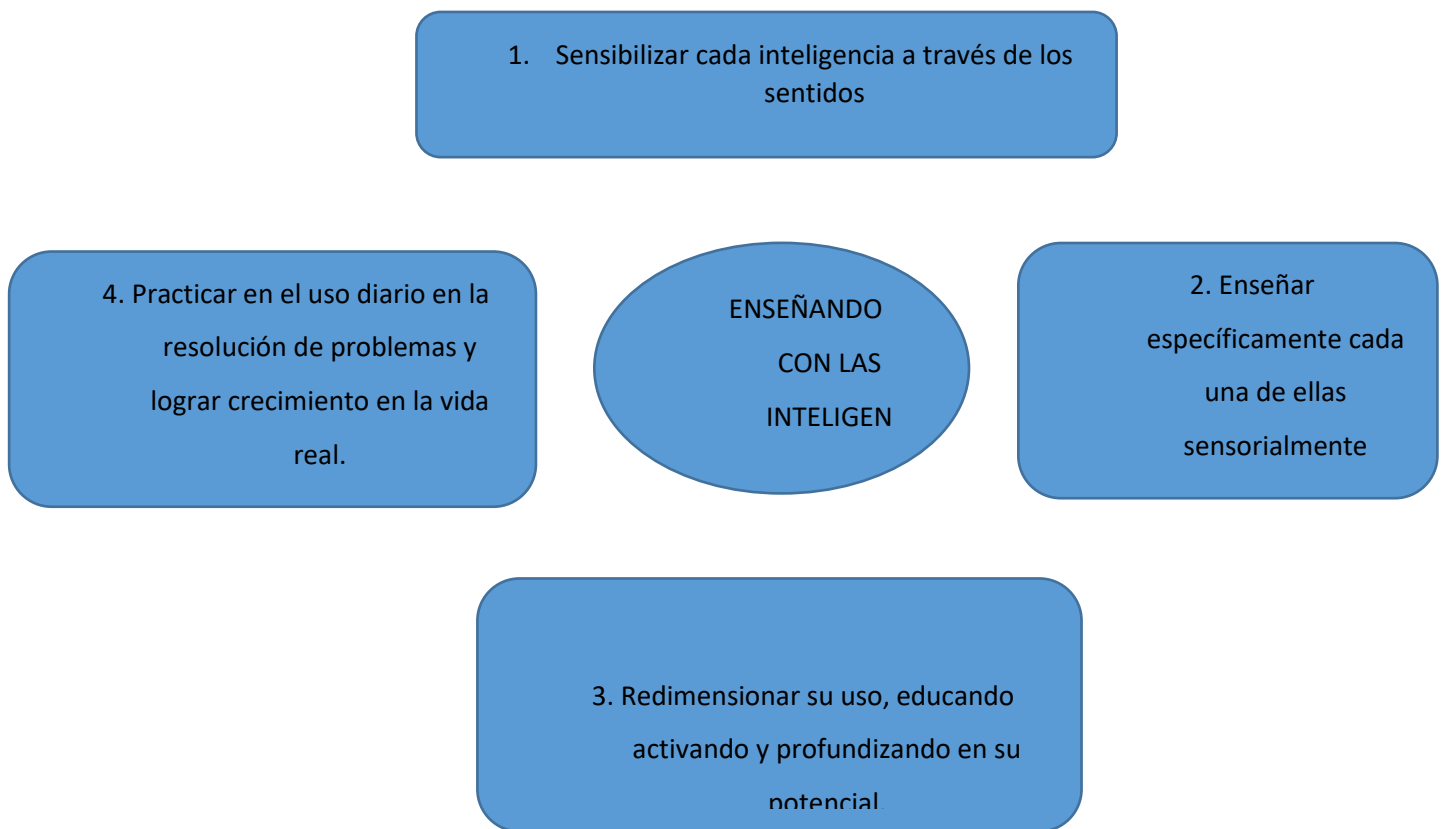 1. Sensibilizar cada inteligencia a través de los
sentidos
4. Practicar en el uso diario en la
resolución de problemas y
lograr crecimiento en la vida
real.
ENSEÑANDO
CON LAS
INTELIGEN
2. Enseñar
específicamente cada
una de ellas
sensorialmente
3. Redimensionar su uso, educando
activando y profundizando en su
potencial.